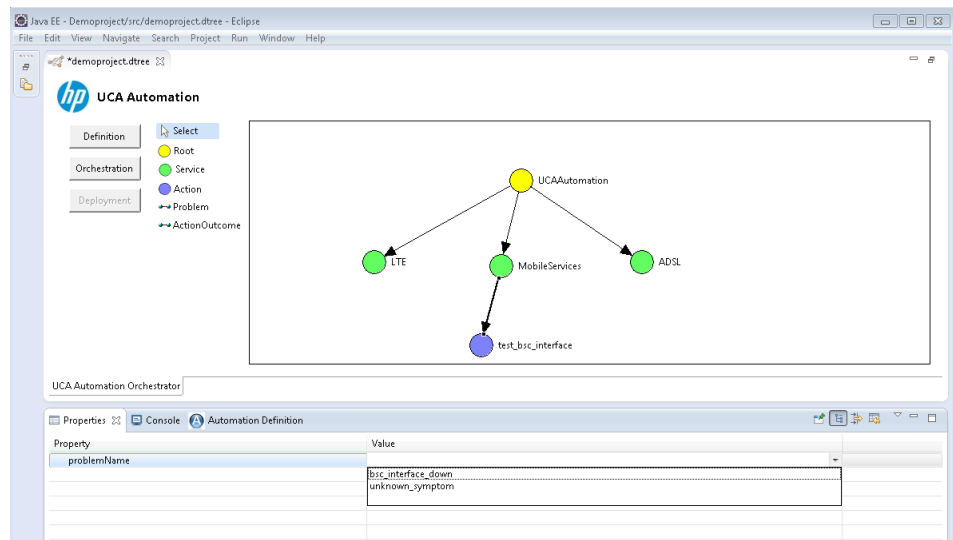 Java EE - Demoproject/src/demoproject.dtree - Eclipse
File Edit View Navigate Search Project Run Window Help
*demoproject.dtree
hp UCA Automation
Definition
Orchestration
Deployment
Select
Root
Service
Action
Problem
ActionOutcome
UCAAutomation
LTE
MobileServices
ADSL
test_bsc_interface
UCA Automation Orchestrator
Properties Console Automation Definition
Property Value
problemName
bsc_interface_down
unknown_symptom